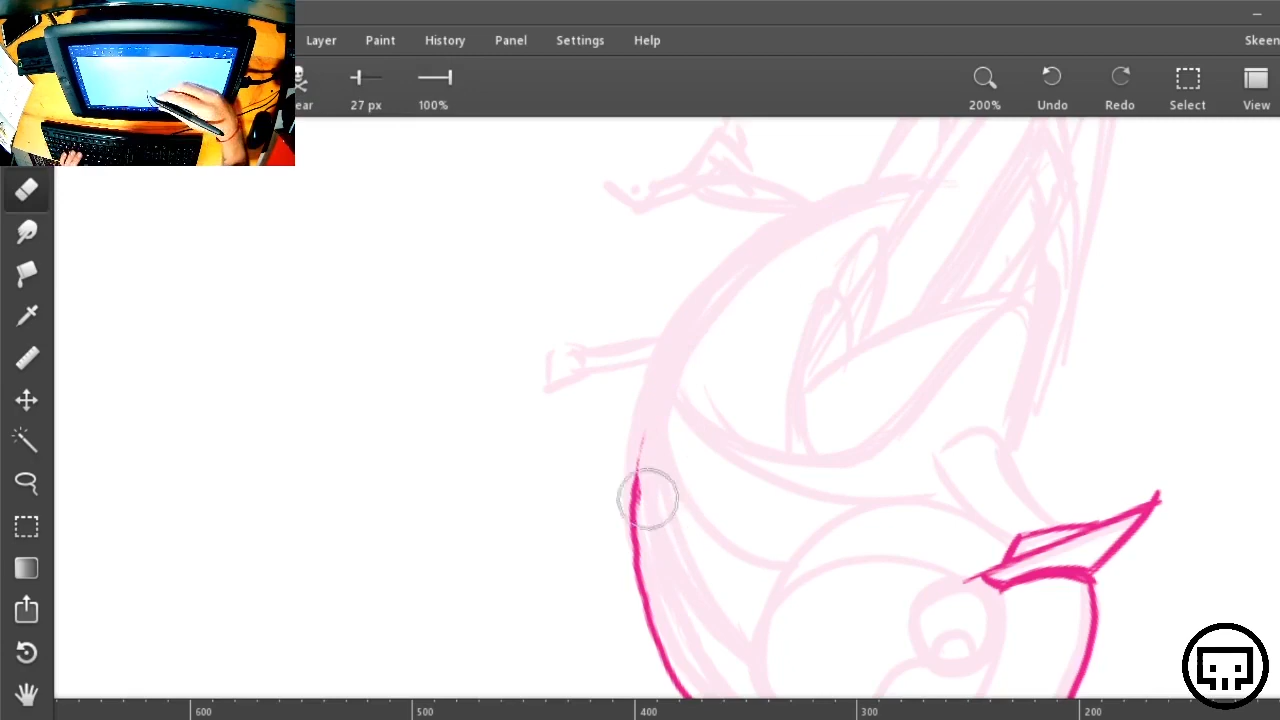 Layer Paint History Panel Settings Help Skeen
ear 27 px 100% 200% Undo Redo Select View
600 500 400 300 200